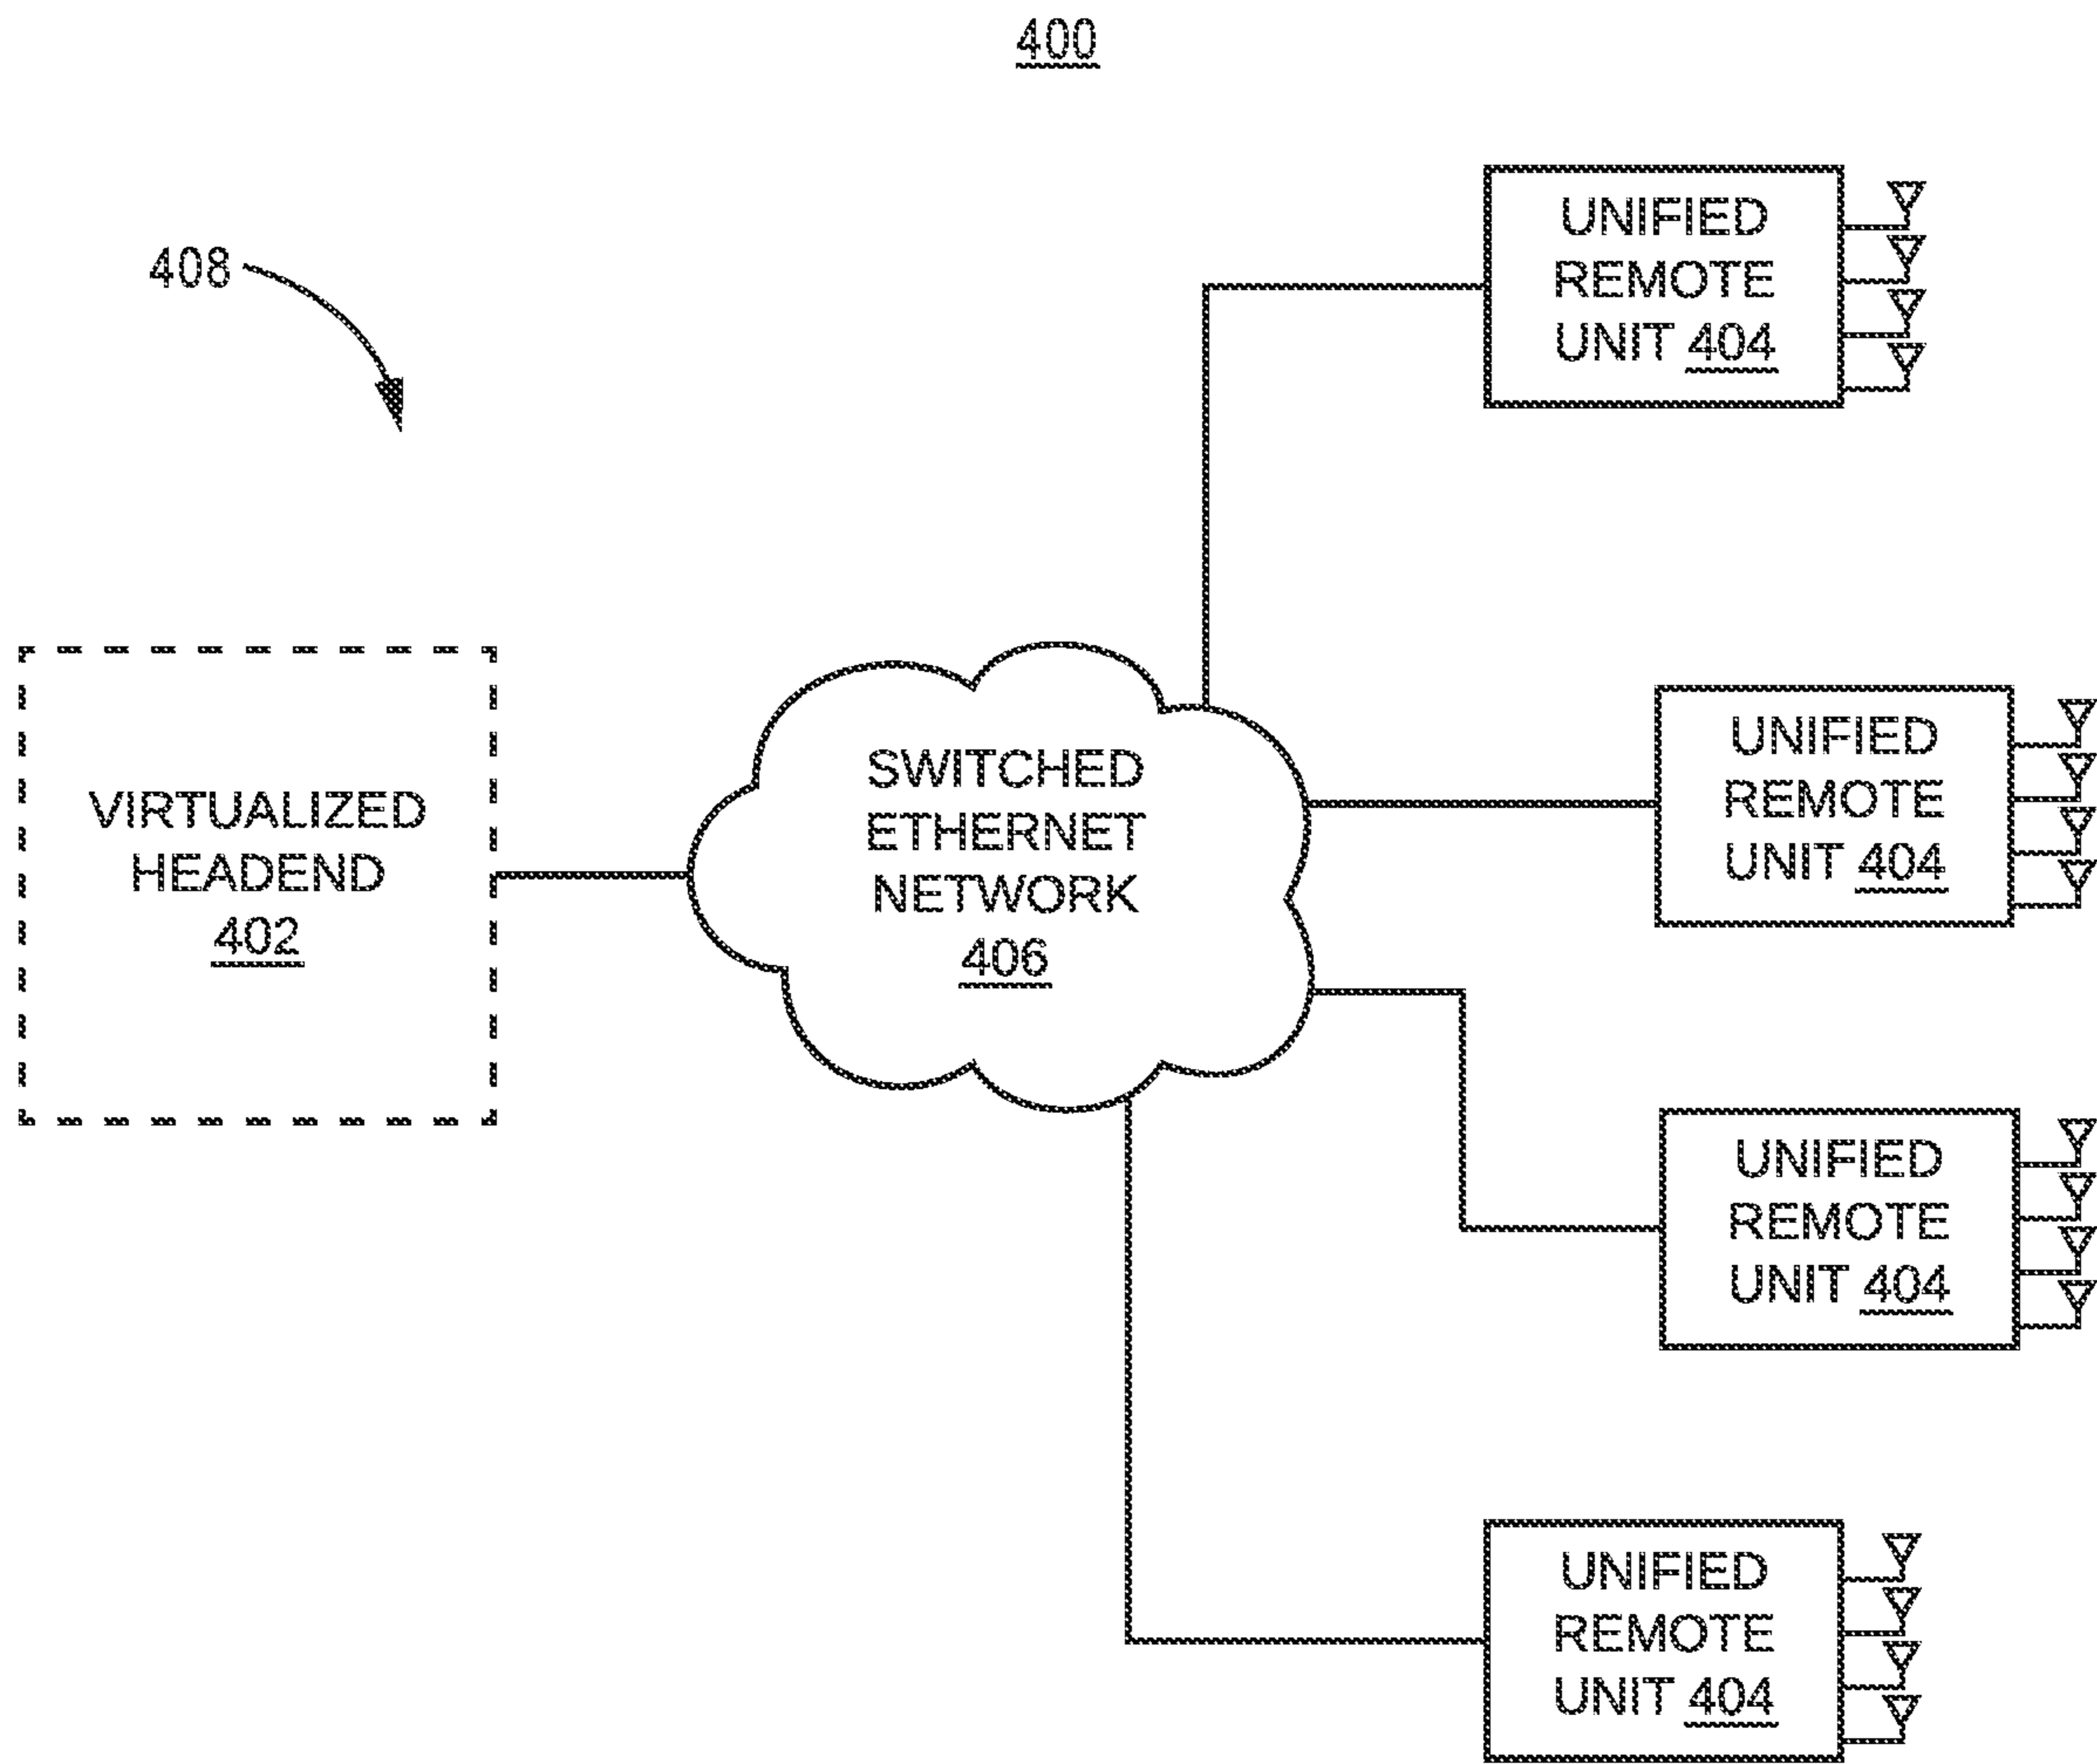 400
408
UNIFIED
REMOTE
UNIT 404
VIRTUALIZED
HEADEND
402
SWITCHED
ETHERNET
NETWORK
406
UNIFIED
REMOTE
UNIT 404
UNIFIED
REMOTE
UNIT 404
UNIFIED
REMOTE
UNIT 404